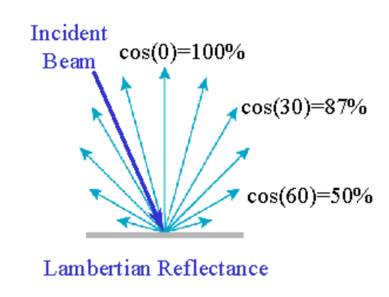 Incident
Beam
cos(0)=100%
cos(30)=87%
cos(60)=50%
Lambertian Reflectance